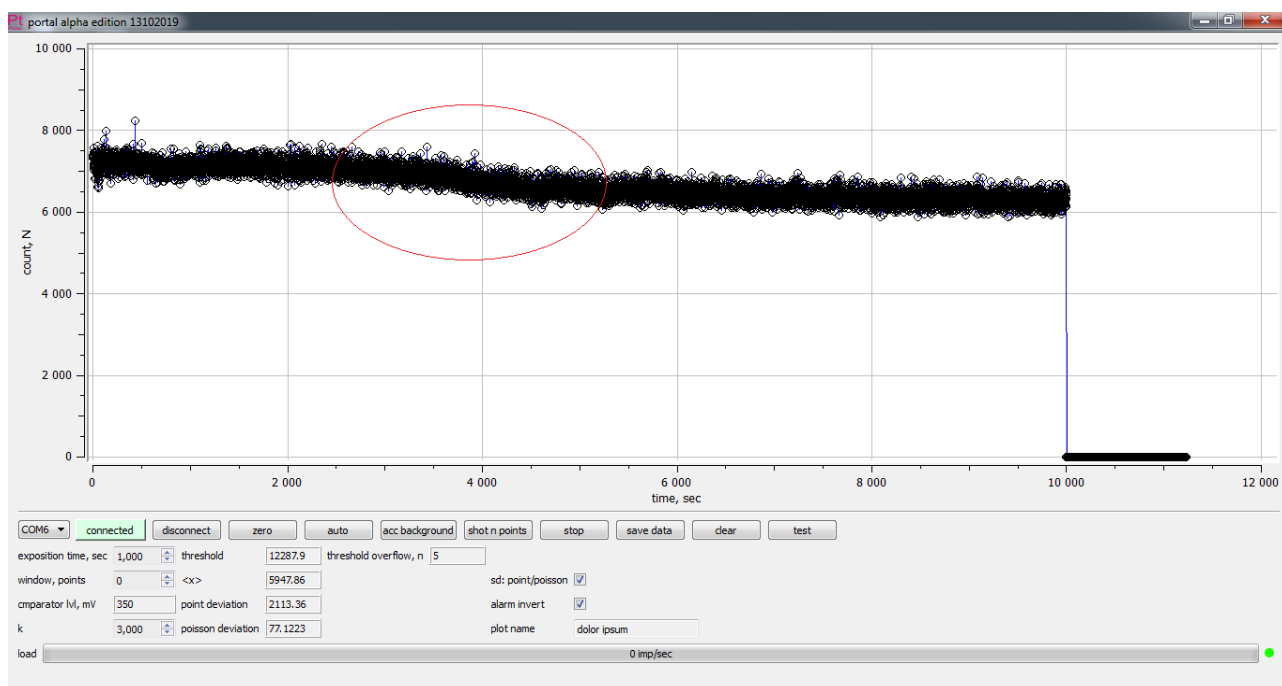 Pt portal alpha edition 13102019
10 000
8 000
6 000
4 000
2 000
0
count, N
0 2 000 4 000 6 000 8 000 10 000 12 000
time, sec
COM6 connected disconnect zero auto acc background shot n points stop save data clear test
exposition time, sec 1,000 threshold 12287.9 threshold overflow, n 5
window, points 0 <x> 5947.86 sd: point/poisson
cmparator lvl, mV 350 point deviation 2113.36 alarm invert
k 3,000 poisson deviation 77.1223 plot name dolor ipsum
load 0 imp/sec